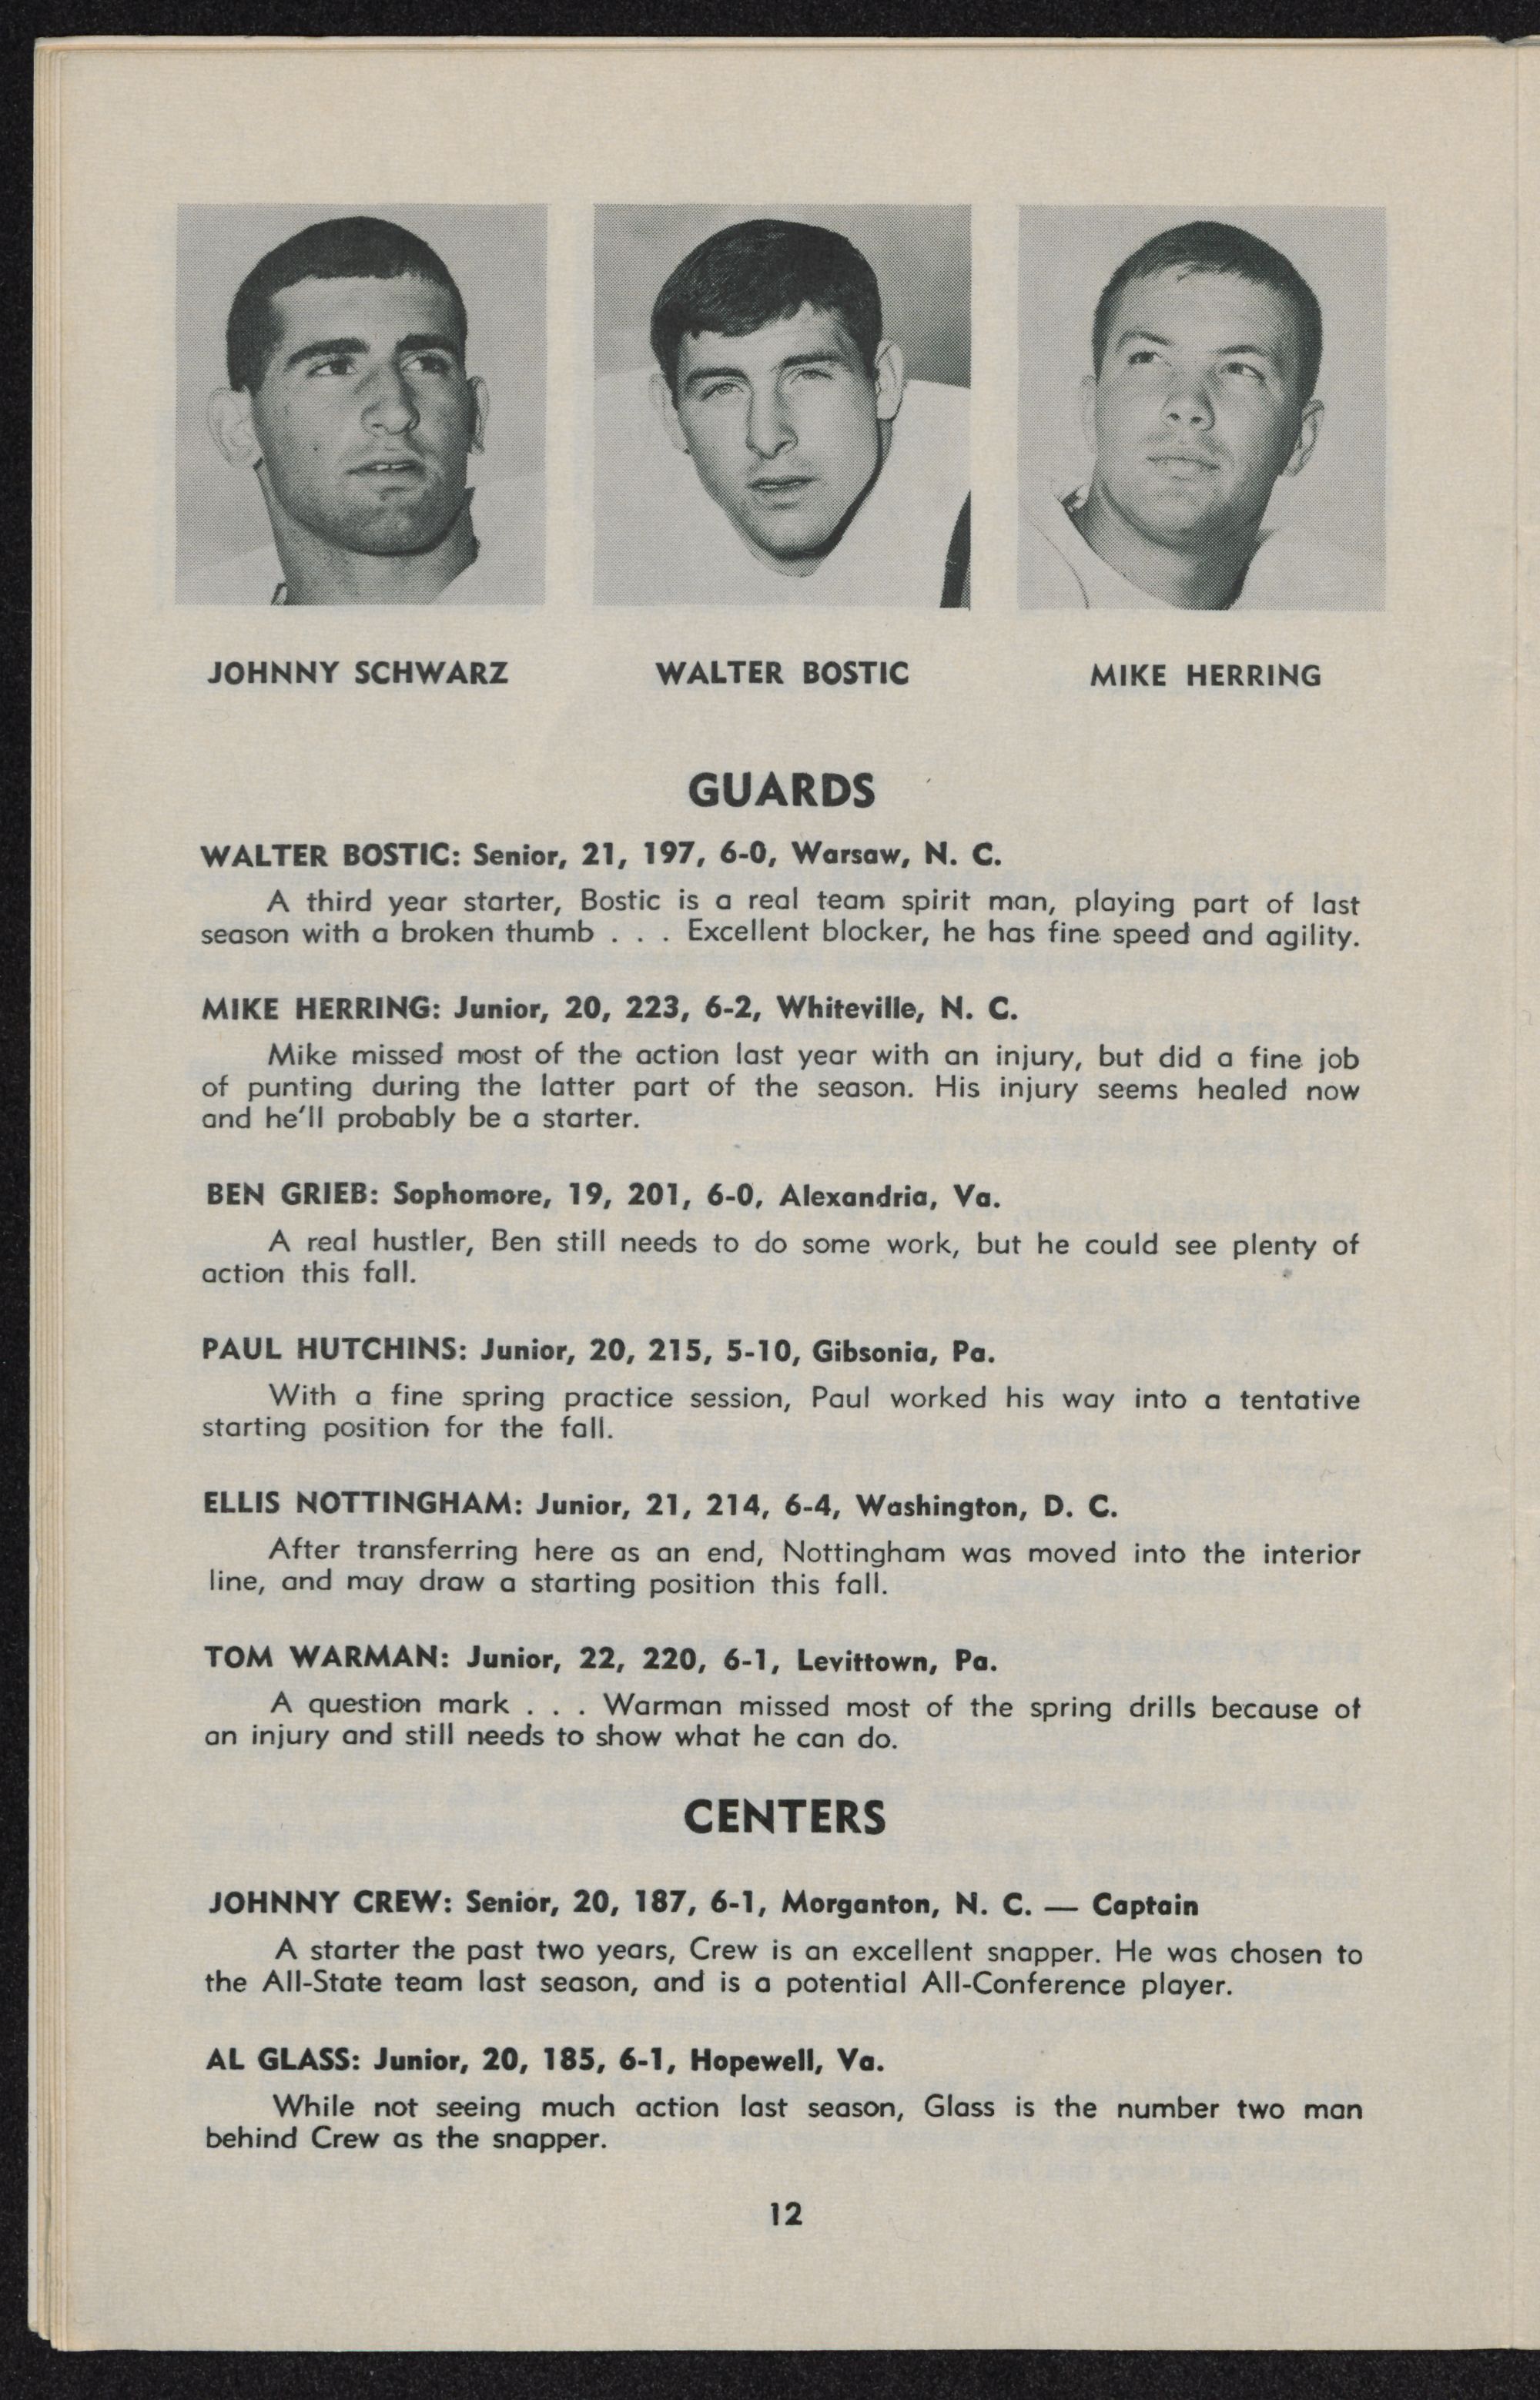 JOHNNY SCHWARZ WALTER BOSTIC MIKE HERRING
GUARDS
WALTER BOSTIC: Senior, 21, 197, 6-0, Warsaw, N. C.
A third year starter, Bostic is a real team spirit man, playing part of last
season with a broken thumb . . . Excellent blocker, he has fine speed and agility.
MIKE HERRING: Junior, 20, 223, 6-2, Whiteville, N. C.
Mike missed most of the action last year with an injury, but did a fine job
of punting during the latter part of the season. His injury seems healed now
and he'll probably be a starter.
BEN GRIEB: Sophomore, 19, 201, 6-0, Alexandria, Va.
A real hustler, Ben still needs to do some work, but he could see plenty of
action this fall.
PAUL HUTCHINS: Junior, 20, 215, 5-10, Gibsonia, Pa.
With a fine spring practice session, Paul worked his way into a tentative
starting position for the fall.
ELLIS NOTTINGHAM: Junior, 21, 214, 6-4, Washington, D. C.
After transferring here as an end, Nottingham was moved into the interior
line, and may draw a starting position this fall.
TOM WARMAN: Junior, 22, 220, 6-1, Levittown, Pa.
A question mark . . . Warman missed most of the spring drills because of
an injury and still needs to show what he can do.
CENTERS
JOHNNY CREW: Senior, 20, 187, 6-1, Morganton, N. C. — Captain
A starter the past two years, Crew is an excellent snapper. He was chosen to
the All-State team last season, and is a potential All-Conference player.
AL GLASS: Junior, 20, 185, 6-1, Hopewell, Va.
While not seeing much action last season, Glass is the number two man
behind Crew as the snapper.
12